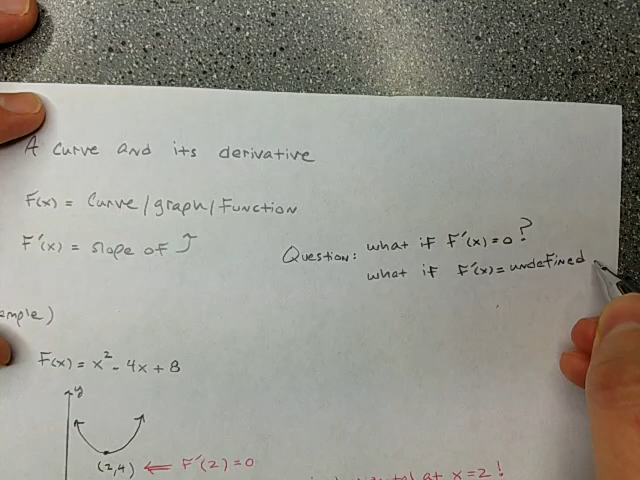 A curve and its derivative
F(x) = Curve/graph/Function
F'(x) = slope of ↑
Question: what if F'(x)=0?
what if F'(x)= undefined
ample)
F(x) = x² - 4x + 8
y
(2,4) ← F'(2)=0
at x=2!